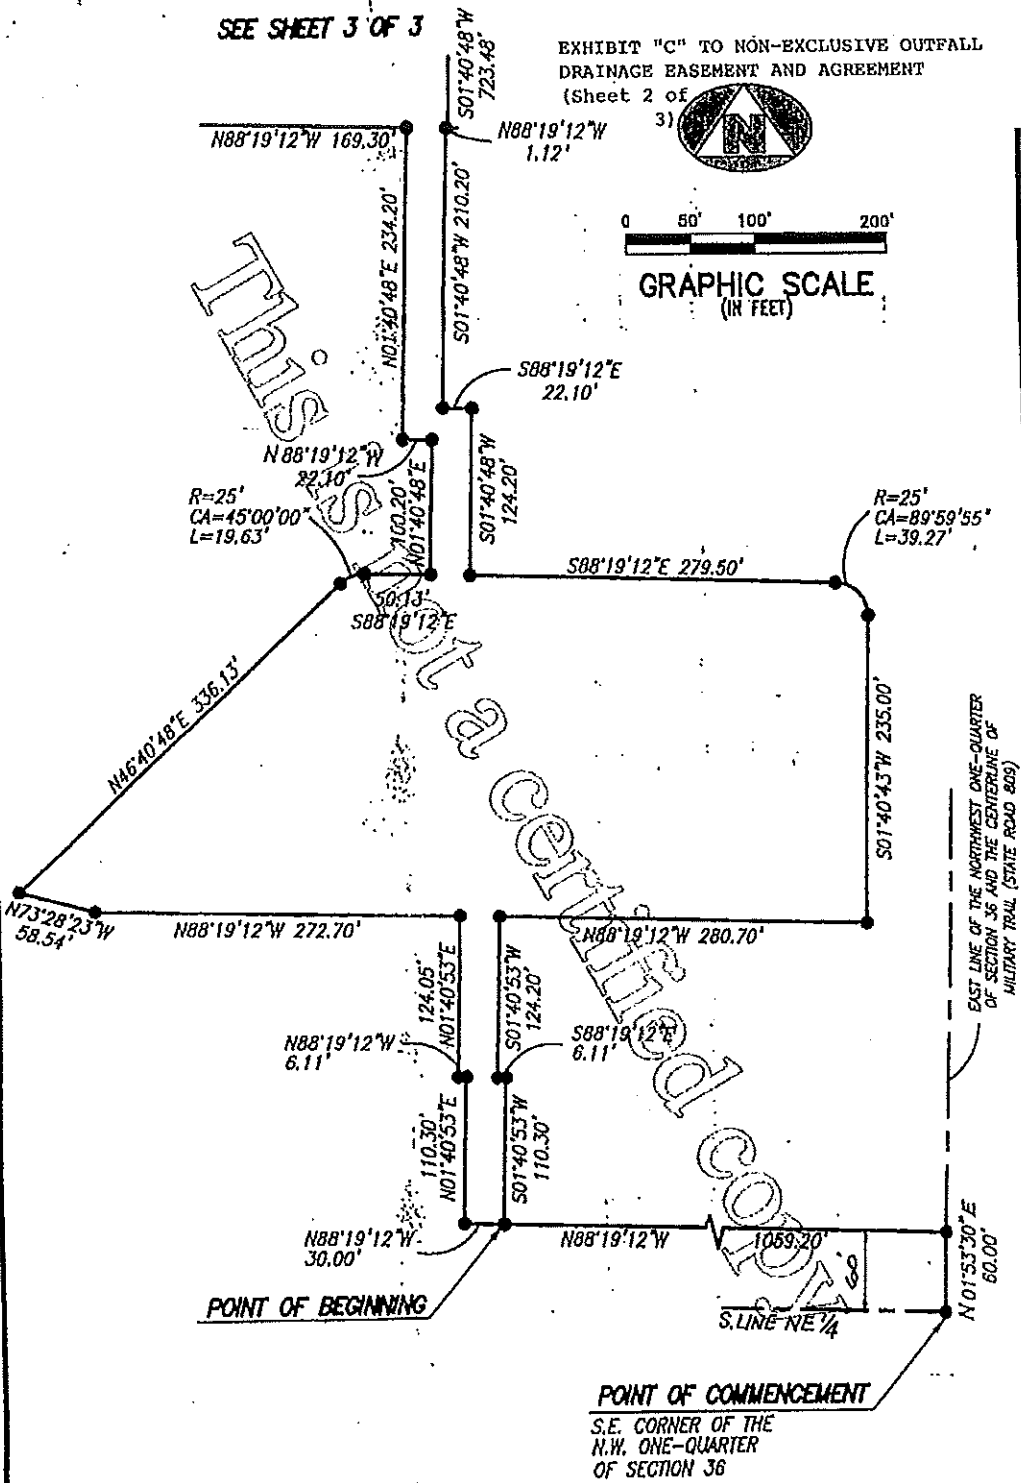 SEE SHEET 3 OF 3
EXHIBIT "C" TO NON-EXCLUSIVE OUTFALL
DRAINAGE EASEMENT AND AGREEMENT
(Sheet 2 of
3)
N
S01°40'48"W
723.48'
N88°19'12"W 169.30'
N88°19'12"W
1.12'
0 50' 100' 200'
GRAPHIC SCALE
(IN FEET)
N01°40'48"E 234.20'
S01°40'48"W 210.20'
S88°19'12"E
22.10'
N 88°19'12"W
22.10'
R=25'
CA=45°00'00"
L=19.63'
100.20'
N01°40'48"E
S01°40'48"W
124.20'
R=25'
CA=89°59'55"
L=39.27'
S88°19'12"E 279.50'
50.13'
S88°19'12"E
N46°40'48"E 336.13'
S01°40'43"W 235.00'
EAST LINE OF THE NORTHWEST ONE-QUARTER
OF SECTION 36 AND THE CENTERLINE OF
MILITARY TRAIL (STATE ROAD 809)
N73°28'23"W
58.54'
N88°19'12"W 272.70'
N88°19'12"W 280.70'
124.05'
N01°40'53"E
S01°40'53"W
124.20'
N88°19'12"W
6.11'
S88°19'12"E
6.11'
110.30'
N01°40'53"E
S01°40'53"W
110.30'
N88°19'12"W
30.00'
N88°19'12"W 1059.20'
60'
N 01°53'30"E
60.00'
POINT OF BEGINNING
S.LINE NE 1/4
POINT OF COMMENCEMENT
S.E. CORNER OF THE
N.W. ONE-QUARTER
OF SECTION 36
This is not a certified copy.